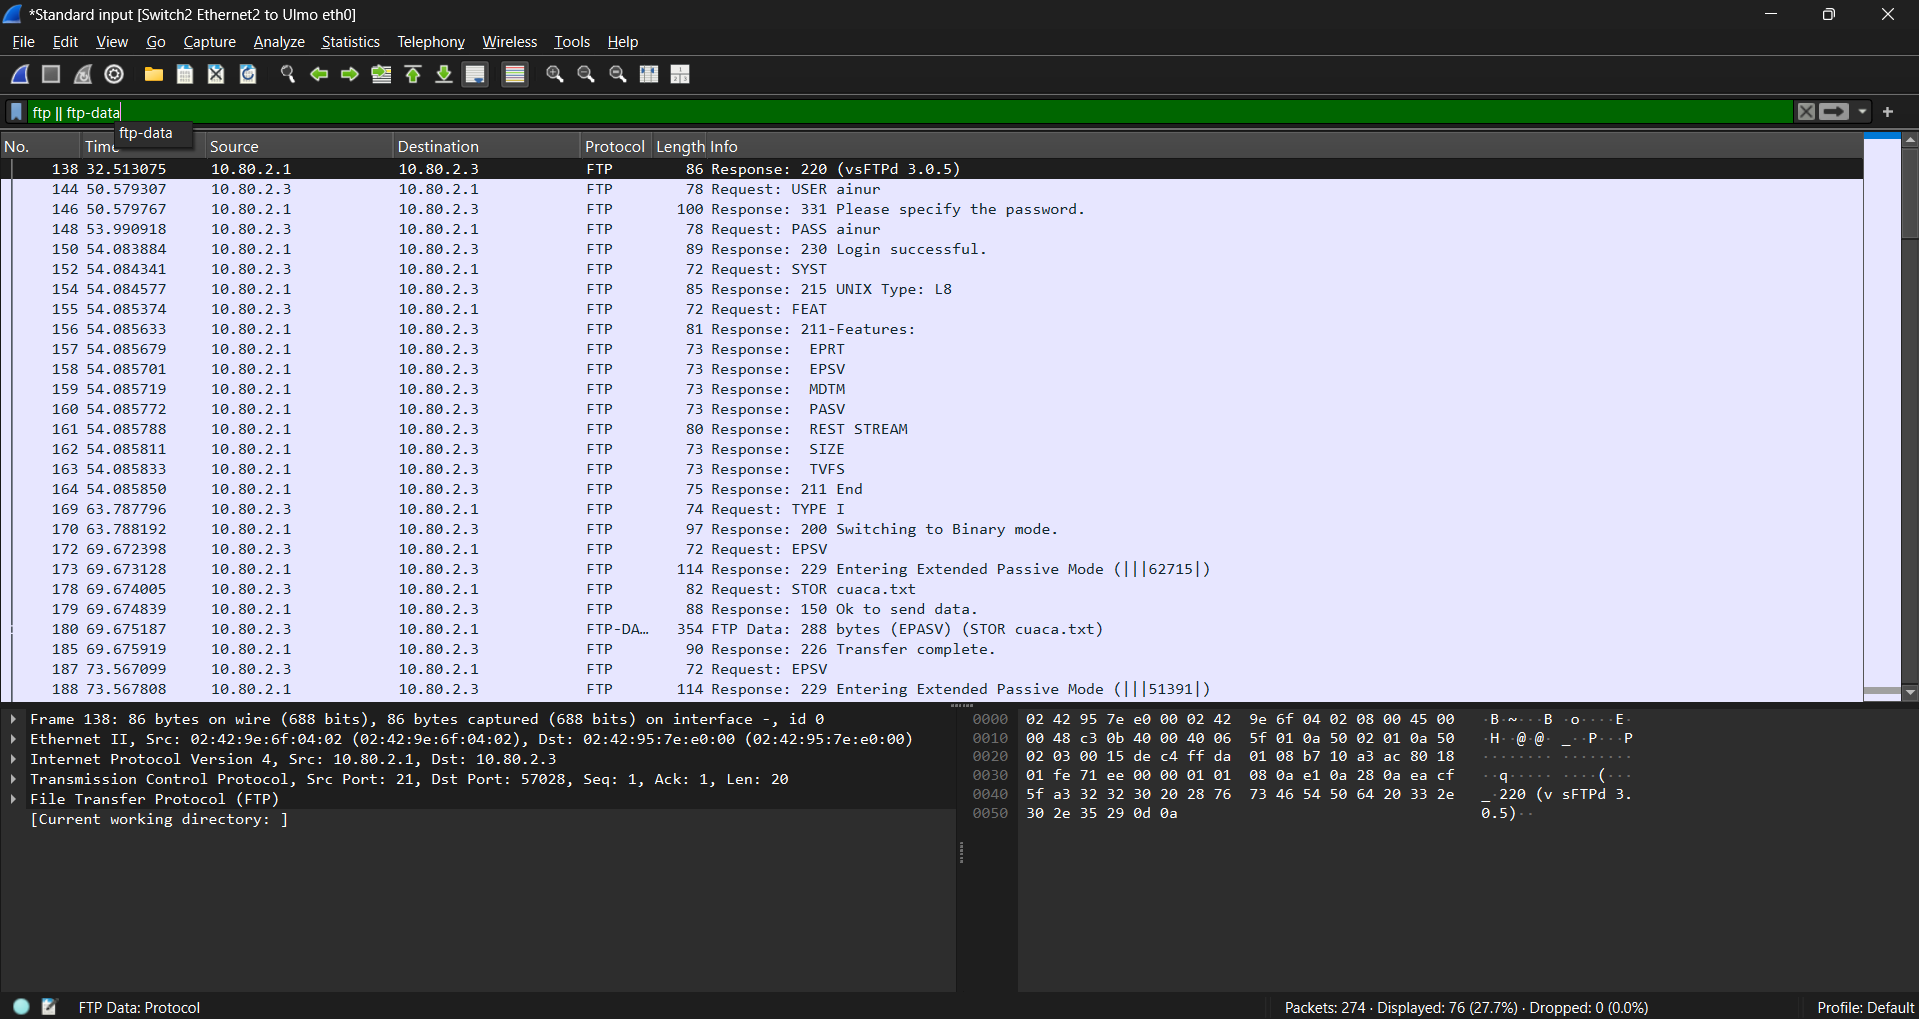 *Standard input [Switch2 Ethernet2 to Ulmo eth0]
File Edit View Go Capture Analyze Statistics Telephony Wireless Tools Help
ftp || ftp-data
ftp-data
No. Time Source Destination Protocol Length Info
138 32.513075 10.80.2.1 10.80.2.3 FTP 86 Response: 220 (vsFTPd 3.0.5)
144 50.579307 10.80.2.3 10.80.2.1 FTP 78 Request: USER ainur
146 50.579767 10.80.2.1 10.80.2.3 FTP 100 Response: 331 Please specify the password.
148 53.990918 10.80.2.3 10.80.2.1 FTP 78 Request: PASS ainur
150 54.083884 10.80.2.1 10.80.2.3 FTP 89 Response: 230 Login successful.
152 54.084341 10.80.2.3 10.80.2.1 FTP 72 Request: SYST
154 54.084577 10.80.2.1 10.80.2.3 FTP 85 Response: 215 UNIX Type: L8
155 54.085374 10.80.2.3 10.80.2.1 FTP 72 Request: FEAT
156 54.085633 10.80.2.1 10.80.2.3 FTP 81 Response: 211-Features:
157 54.085679 10.80.2.1 10.80.2.3 FTP 73 Response: EPRT
158 54.085701 10.80.2.1 10.80.2.3 FTP 73 Response: EPSV
159 54.085719 10.80.2.1 10.80.2.3 FTP 73 Response: MDTM
160 54.085772 10.80.2.1 10.80.2.3 FTP 73 Response: PASV
161 54.085788 10.80.2.1 10.80.2.3 FTP 80 Response: REST STREAM
162 54.085811 10.80.2.1 10.80.2.3 FTP 73 Response: SIZE
163 54.085833 10.80.2.1 10.80.2.3 FTP 73 Response: TVFS
164 54.085850 10.80.2.1 10.80.2.3 FTP 75 Response: 211 End
169 63.787796 10.80.2.3 10.80.2.1 FTP 74 Request: TYPE I
170 63.788192 10.80.2.1 10.80.2.3 FTP 97 Response: 200 Switching to Binary mode.
172 69.672398 10.80.2.3 10.80.2.1 FTP 72 Request: EPSV
173 69.673128 10.80.2.1 10.80.2.3 FTP 114 Response: 229 Entering Extended Passive Mode (|||62715|)
178 69.674005 10.80.2.3 10.80.2.1 FTP 82 Request: STOR cuaca.txt
179 69.674839 10.80.2.1 10.80.2.3 FTP 88 Response: 150 Ok to send data.
180 69.675187 10.80.2.3 10.80.2.1 FTP-DA… 354 FTP Data: 288 bytes (EPASV) (STOR cuaca.txt)
185 69.675919 10.80.2.1 10.80.2.3 FTP 90 Response: 226 Transfer complete.
187 73.567099 10.80.2.3 10.80.2.1 FTP 72 Request: EPSV
188 73.567808 10.80.2.1 10.80.2.3 FTP 114 Response: 229 Entering Extended Passive Mode (|||51391|)
Frame 138: 86 bytes on wire (688 bits), 86 bytes captured (688 bits) on interface -, id 0
Ethernet II, Src: 02:42:9e:6f:04:02 (02:42:9e:6f:04:02), Dst: 02:42:95:7e:e0:00 (02:42:95:7e:e0:00)
Internet Protocol Version 4, Src: 10.80.2.1, Dst: 10.80.2.3
Transmission Control Protocol, Src Port: 21, Dst Port: 57028, Seq: 1, Ack: 1, Len: 20
File Transfer Protocol (FTP)
[Current working directory: ]
0000 02 42 95 7e e0 00 02 42 9e 6f 04 02 08 00 45 00 ·B·~···B ·o····E·
0010 00 48 c3 0b 40 00 40 06 5f 01 0a 50 02 01 0a 50 ·H··@·@· _··P···P
0020 02 03 00 15 de c4 ff da 01 08 b7 10 a3 ac 80 18 ········ ········
0030 01 fe 71 ee 00 00 01 01 08 0a e1 0a 28 0a ea cf ··q····· ····(···
0040 5f a3 32 32 30 20 28 76 73 46 54 50 64 20 33 2e _·220 (v sFTPd 3.
0050 30 2e 35 29 0d 0a 0.5)··
FTP Data: Protocol
Packets: 274 · Displayed: 76 (27.7%) · Dropped: 0 (0.0%)
Profile: Default